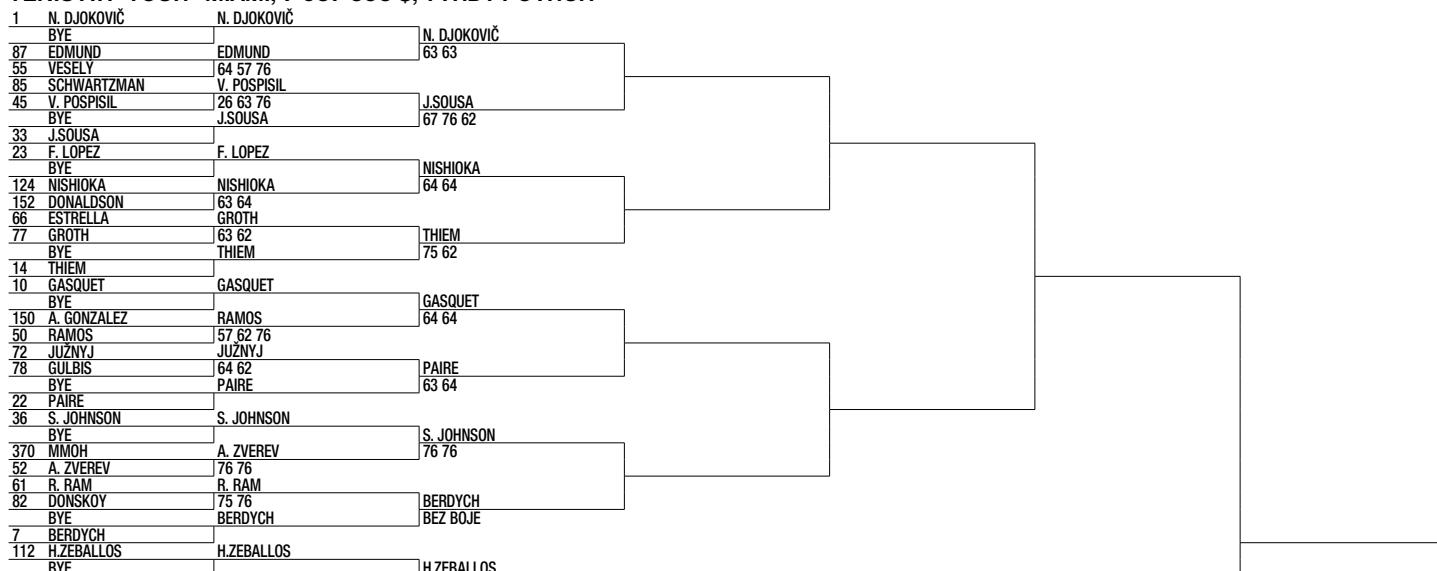 1 N. DJOKOVIČ N. DJOKOVIČ
BYE N. DJOKOVIČ
87 EDMUND EDMUND 63 63
55 VESELÝ 64 57 76
85 SCHWARTZMAN V. POSPISIL
45 V. POSPISIL 26 63 76 J.SOUSA
BYE J.SOUSA 67 76 62
33 J.SOUSA
23 F. LOPEZ F. LOPEZ
BYE NISHIOKA
124 NISHIOKA NISHIOKA 64 64
152 DONALDSON 63 64
66 ESTRELLA GROTH
77 GROTH 63 62 THIEM
BYE THIEM 75 62
14 THIEM
10 GASQUET GASQUET
BYE GASQUET
150 A. GONZALEZ RAMOS 64 64
50 RAMOS 57 62 76
72 JUŽNYJ JUŽNYJ
78 GULBIS 64 62 PAIRE
BYE PAIRE 63 64
22 PAIRE
36 S. JOHNSON S. JOHNSON
BYE S. JOHNSON
370 MMOH A. ZVEREV 76 76
52 A. ZVEREV 76 76
61 R. RAM R. RAM
82 DONSKOY 75 76 BERDYCH
BYE BERDYCH BEZ BOJE
7 BERDYCH
112 H.ZEBALLOS H.ZEBALLOS
BYE H.ZEBALLOS